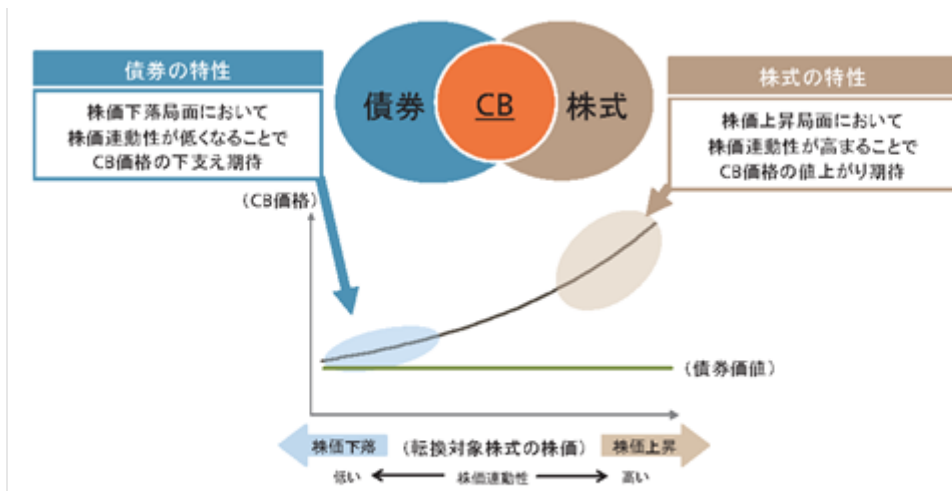 債券の特性
株価下落局面において
株価連動性が低くなることで
CB価格の下支え期待
債券
CB
株式
株式の特性
株価上昇局面において
株価連動性が高まることで
CB価格の値上がり期待
(CB価格)
(債券価値)
株価下落
(転換対象株式の株価)
株価上昇
低い
株価連動性
高い